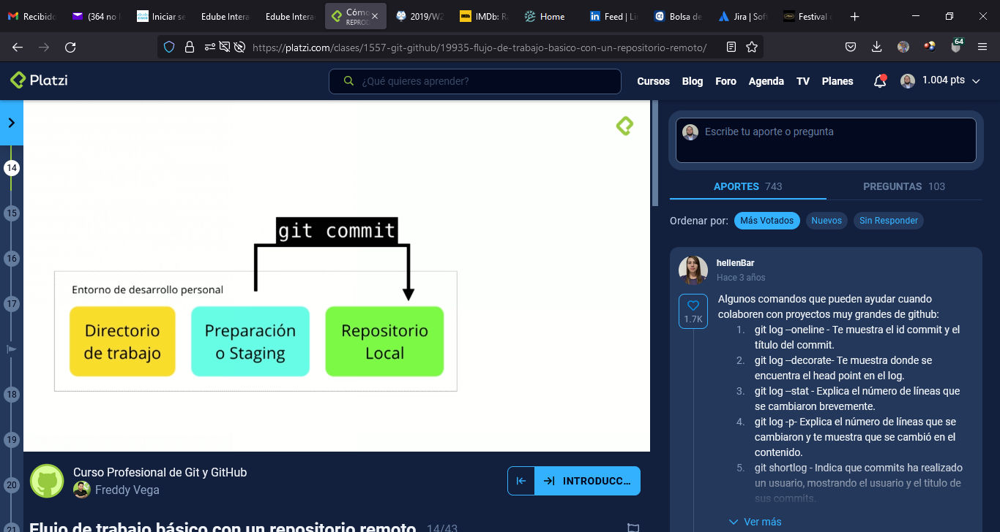 Recibido
(364 no l
Iniciar se
Edube Intera
Edube Intera
Cómo
REPROD
2019/W2
IMDb: Ra
Home
Feed | Li
Bolsa de
Jira | Soft
Festival d
https://platzi.com/clases/1557-git-github/19935-flujo-de-trabajo-basico-con-un-repositorio-remoto/
64
Platzi
¿Qué quieres aprender?
Cursos
Blog
Foro
Agenda
TV
Planes
1.004 pts
14
15
16
17
18
19
20
21
git commit
Entorno de desarrollo personal
Directorio
de trabajo
Preparación
o Staging
Repositorio
Local
Curso Profesional de Git y GitHub
Freddy Vega
INTRODUCC...
Flujo de trabajo básico con un repositorio remoto 14/43
Escribe tu aporte o pregunta
APORTES 743
PREGUNTAS 103
Ordenar por:
Más Votados
Nuevos
Sin Responder
hellenBar
Hace 3 años
1.7K
Algunos comandos que pueden ayudar cuando
colaboren con proyectos muy grandes de github:
1. git log --oneline - Te muestra el id commit y el
título del commit.
2. git log --decorate- Te muestra donde se
encuentra el head point en el log.
3. git log --stat - Explica el número de líneas que
se cambiaron brevemente.
4. git log -p- Explica el número de líneas que se
cambiaron y te muestra que se cambió en el
contenido.
5. git shortlog - Indica que commits ha realizado
un usuario, mostrando el usuario y el titulo de
sus commits.
Ver más